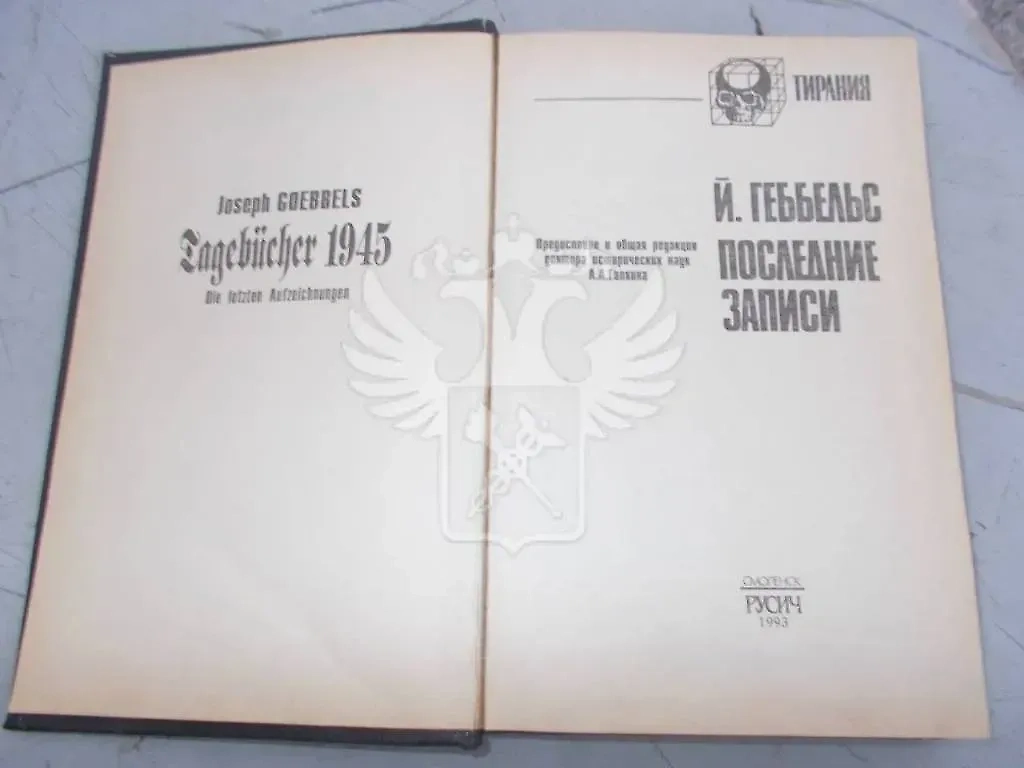 Joseph GOEBBELS
Tagebücher 1945
Die letzten Aufzeichnungen
ТИРАНИЯ
Й. ГЕББЕЛЬС
ПОСЛЕДНИЕ
ЗАПИСИ
Предисловие и общая редакция
доктора исторических наук
А.А.Галкина
СМОЛЕНСК
РУСИЧ
1993